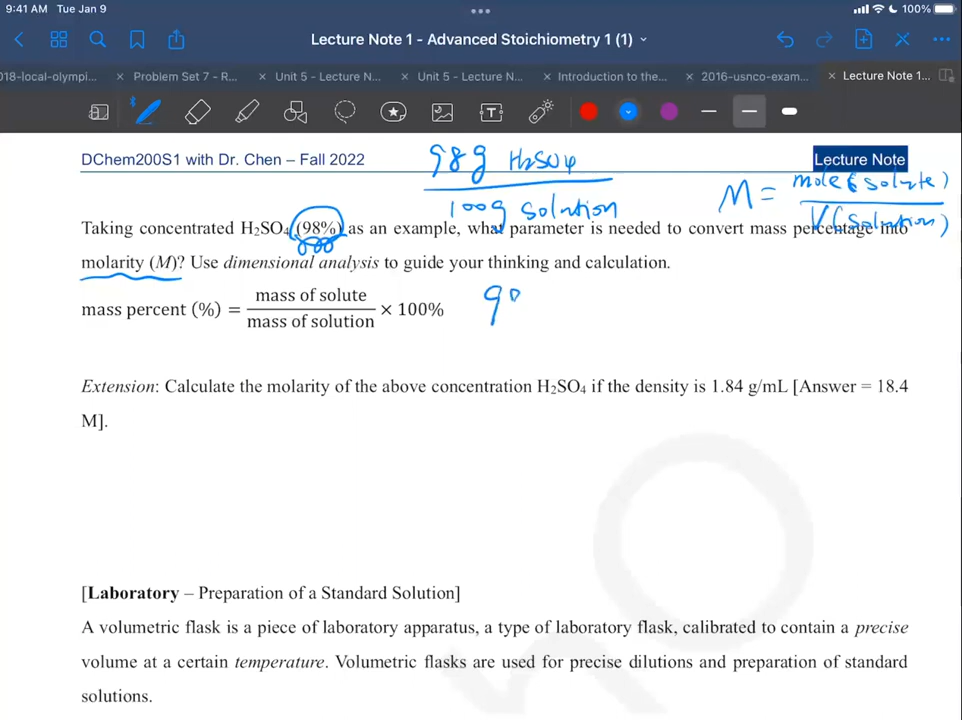 9:41 AM Tue Jan 9
100%
Lecture Note 1 - Advanced Stoichiometry 1 (1)
018-local-olympi...
Problem Set 7 - R...
Unit 5 - Lecture N...
Unit 5 - Lecture N...
Introduction to the...
2016-usnco-exam...
Lecture Note 1...
DChem200S1 with Dr. Chen – Fall 2022
Lecture Note
98g H2SO4
100g solution
M = mole (solute)
V (solution)
Taking concentrated H₂SO₄ (98%) as an example, what parameter is needed to convert mass percentage into
molarity (M)? Use dimensional analysis to guide your thinking and calculation.
mass percent (%) = mass of solute / mass of solution × 100%
9
Extension: Calculate the molarity of the above concentration H₂SO₄ if the density is 1.84 g/mL [Answer = 18.4
M].
[Laboratory – Preparation of a Standard Solution]
A volumetric flask is a piece of laboratory apparatus, a type of laboratory flask, calibrated to contain a precise
volume at a certain temperature. Volumetric flasks are used for precise dilutions and preparation of standard
solutions.